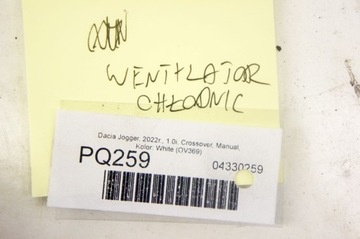 WENTYLATOR
CHŁODNIC
Dacia Jogger, 2022r., 1.0i, Crossover, Manual,
Kolor: White (OV369)
PQ259
04330259